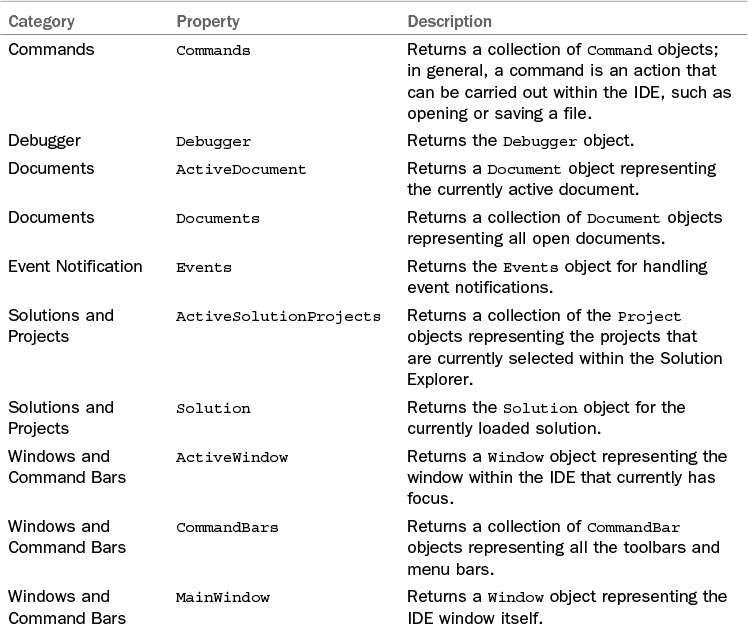 Category Property Description
Commands Commands Returns a collection of Command objects;
in general, a command is an action that
can be carried out within the IDE, such as
opening or saving a file.
Debugger Debugger Returns the Debugger object.
Documents ActiveDocument Returns a Document object representing
the currently active document.
Documents Documents Returns a collection of Document objects
representing all open documents.
Event Notification Events Returns the Events object for handling
event notifications.
Solutions and ActiveSolutionProjects Returns a collection of the Project
Projects objects representing the projects that
are currently selected within the Solution
Explorer.
Solutions and Solution Returns the Solution object for the
Projects currently loaded solution.
Windows and ActiveWindow Returns a Window object representing the
Command Bars window within the IDE that currently has
focus.
Windows and CommandBars Returns a collection of CommandBar
Command Bars objects representing all the toolbars and
menu bars.
Windows and MainWindow Returns a Window object representing the
Command Bars IDE window itself.